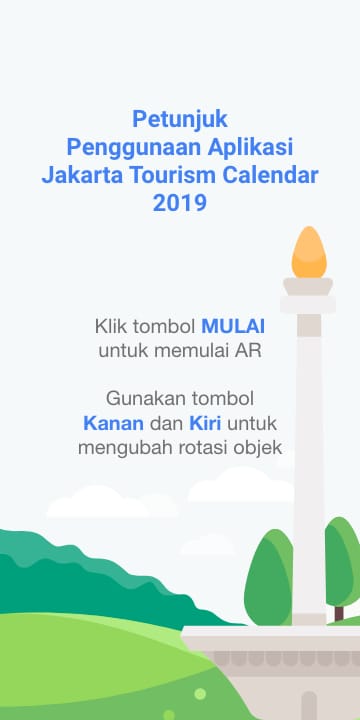 Petunjuk
Penggunaan Aplikasi
Jakarta Tourism Calendar
2019
Klik tombol MULAI
untuk memulai AR
Gunakan tombol
Kanan dan Kiri untuk
mengubah rotasi objek